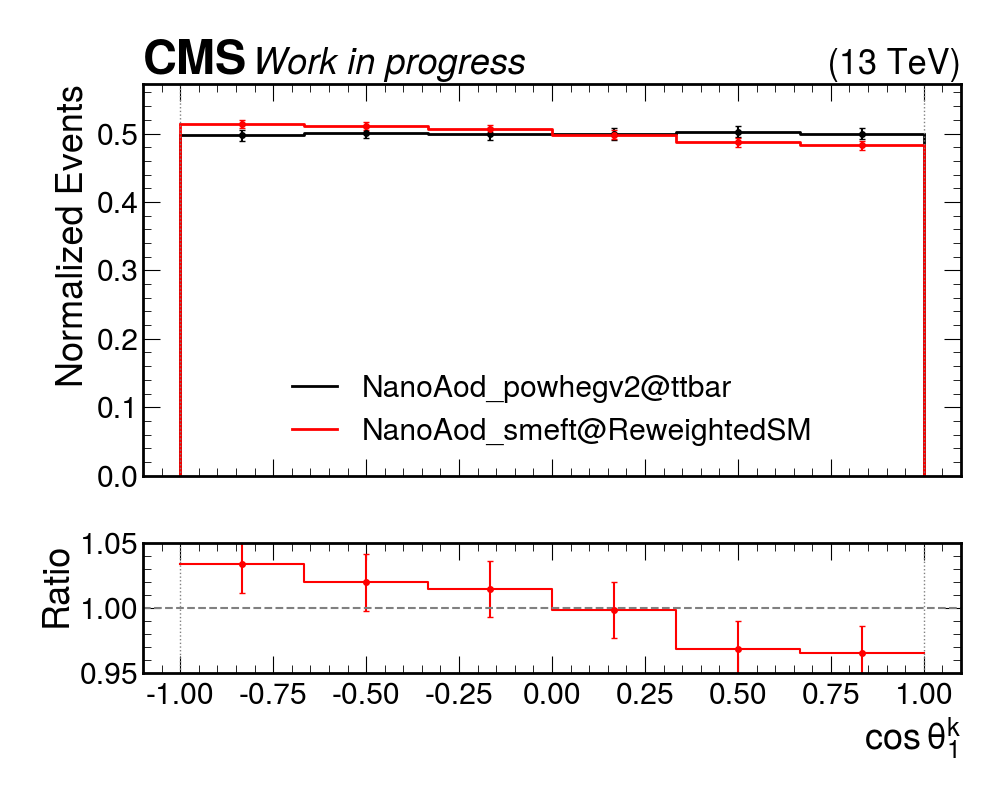 CMS Work in progress (13 TeV)
Normalized Events
0.5
0.4
0.3
0.2
0.1
0.0
NanoAod_powhegv2@ttbar
NanoAod_smeft@ReweightedSM
Ratio
1.05
1.00
0.95
-1.00 -0.75 -0.50 -0.25 0.00 0.25 0.50 0.75 1.00
cos θ₁ᵏ